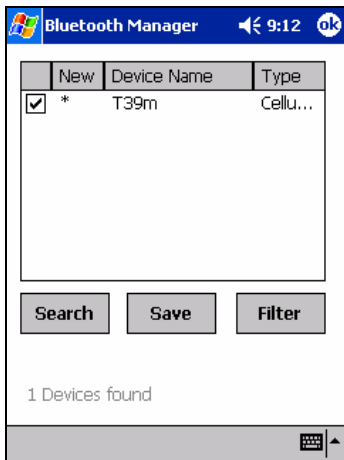 Bluetooth Manager 9:12 ok
New Device Name Type
* T39m Cellu...
Search Save Filter
1 Devices found